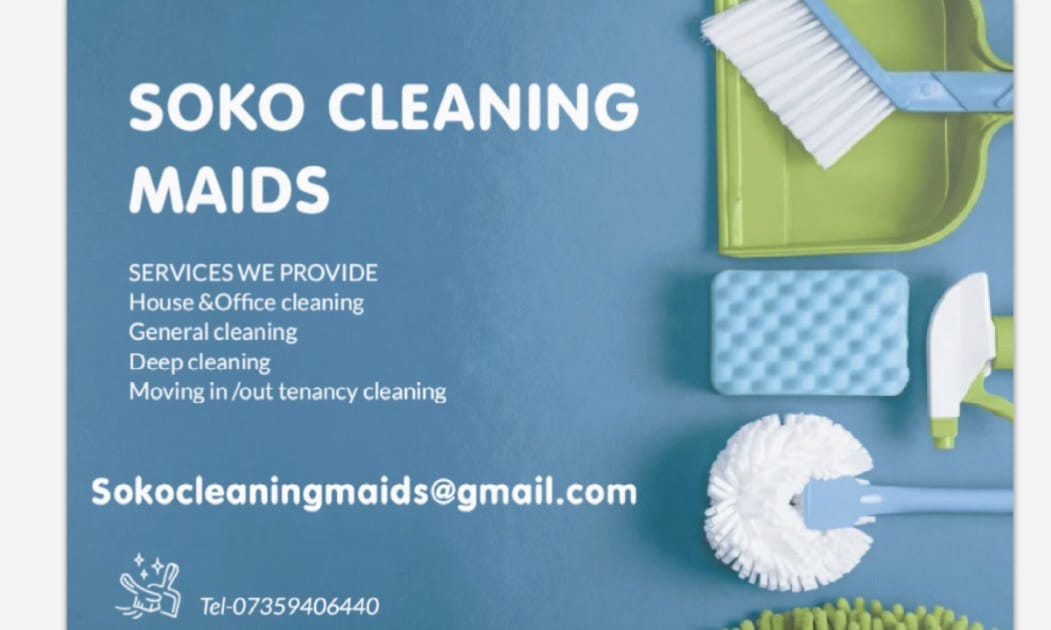 SOKO CLEANING
MAIDS
SERVICES WE PROVIDE
House &Office cleaning
General cleaning
Deep cleaning
Moving in /out tenancy cleaning
Sokocleaningmaids@gmail.com
Tel-07359406440